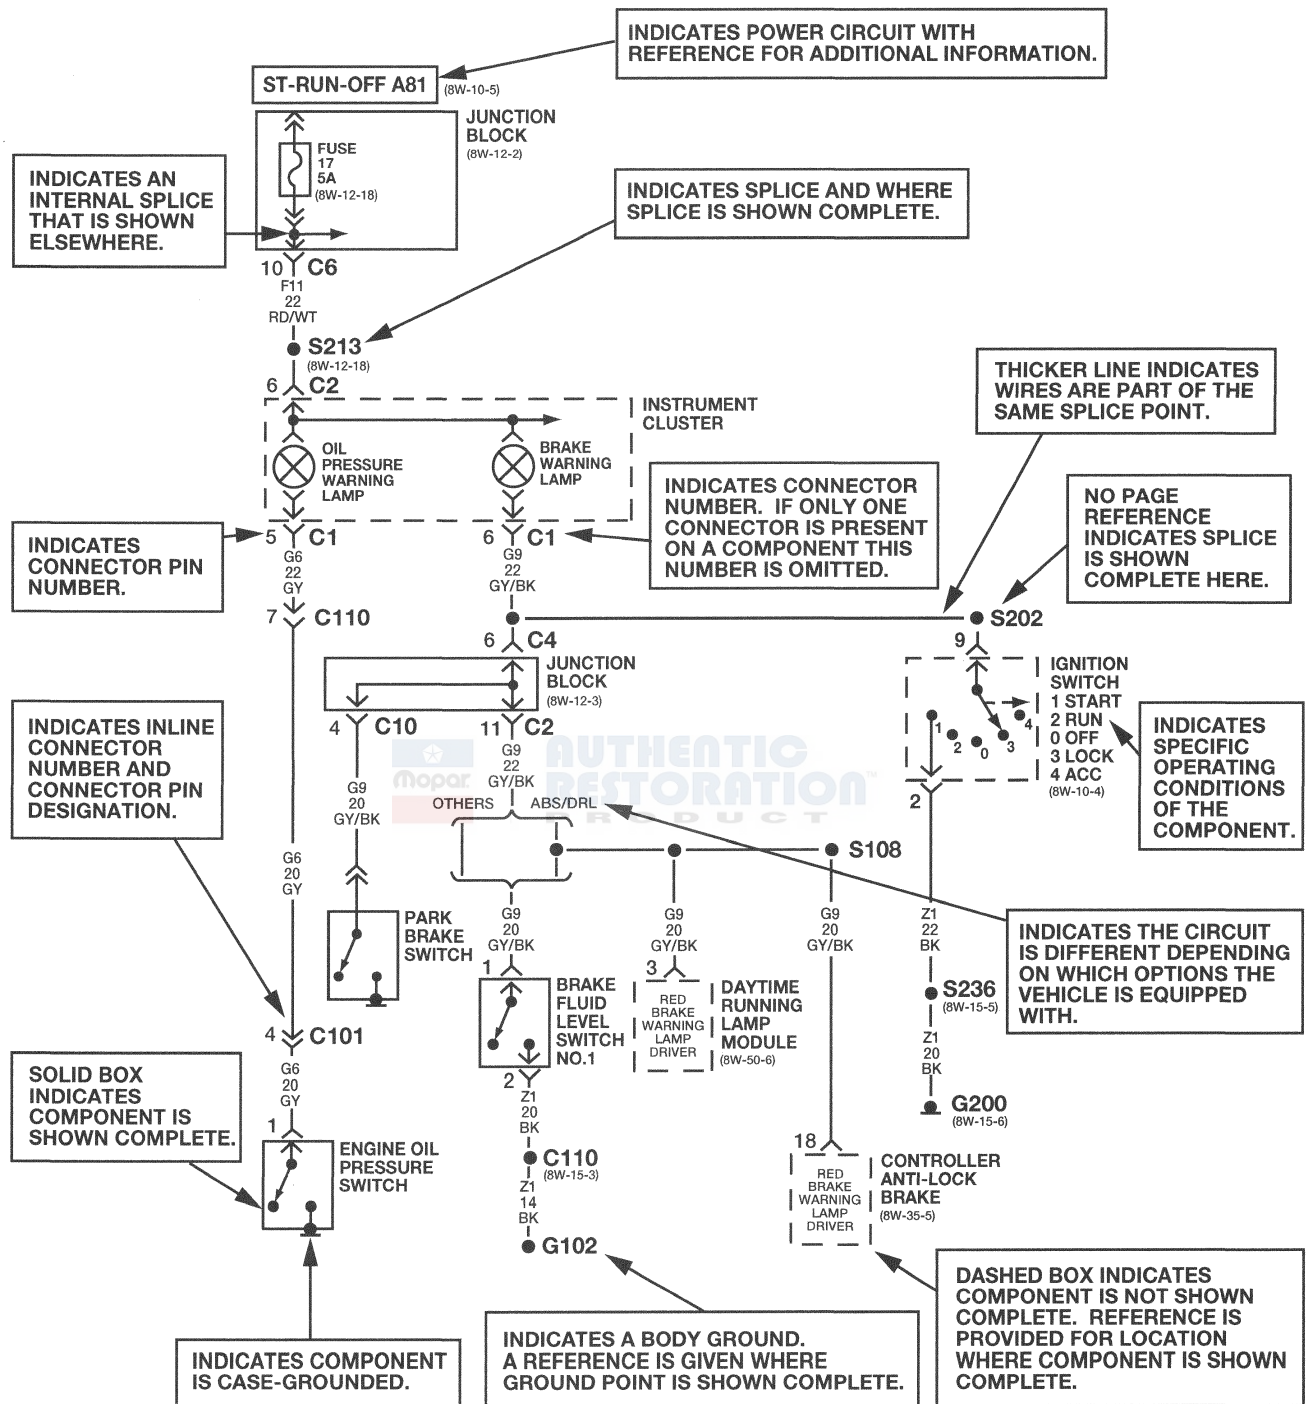 INDICATES POWER CIRCUIT WITH
REFERENCE FOR ADDITIONAL INFORMATION.
ST-RUN-OFF A81
(8W-10-5)
JUNCTION
BLOCK
(8W-12-2)
FUSE
17
5A
(8W-12-18)
INDICATES AN
INTERNAL SPLICE
THAT IS SHOWN
ELSEWHERE.
INDICATES SPLICE AND WHERE
SPLICE IS SHOWN COMPLETE.
10 C6
F11
22
RD/WT
S213
(8W-12-18)
6 C2
INSTRUMENT
CLUSTER
OIL
PRESSURE
WARNING
LAMP
BRAKE
WARNING
LAMP
THICKER LINE INDICATES
WIRES ARE PART OF THE
SAME SPLICE POINT.
INDICATES CONNECTOR
NUMBER. IF ONLY ONE
CONNECTOR IS PRESENT
ON A COMPONENT THIS
NUMBER IS OMITTED.
NO PAGE
REFERENCE
INDICATES SPLICE
IS SHOWN
COMPLETE HERE.
INDICATES
CONNECTOR PIN
NUMBER.
5 C1
G6
22
GY
7 C110
6 C1
G9
22
GY/BK
S202
6 C4
9
JUNCTION
BLOCK
(8W-12-3)
IGNITION
SWITCH
1 START
2 RUN
0 OFF
3 LOCK
4 ACC
(8W-10-4)
1
2
0
3
4
2
INDICATES
SPECIFIC
OPERATING
CONDITIONS
OF THE
COMPONENT.
INDICATES INLINE
CONNECTOR
NUMBER AND
CONNECTOR PIN
DESIGNATION.
4 C10
11 C2
G9
22
GY/BK
Mopar
AUTHENTIC
RESTORATION™
PRODUCT
G9
20
GY/BK
OTHERS
ABS/DRL
S108
G6
20
GY
PARK
BRAKE
SWITCH
G9
20
GY/BK
G9
20
GY/BK
G9
20
GY/BK
Z1
22
BK
INDICATES THE CIRCUIT
IS DIFFERENT DEPENDING
ON WHICH OPTIONS THE
VEHICLE IS EQUIPPED
WITH.
1
BRAKE
FLUID
LEVEL
SWITCH
NO.1
3
RED
BRAKE
WARNING
LAMP
DRIVER
DAYTIME
RUNNING
LAMP
MODULE
(8W-50-6)
S236
(8W-15-5)
Z1
20
BK
G200
(8W-15-6)
4 C101
G6
20
GY
1
SOLID BOX
INDICATES
COMPONENT IS
SHOWN COMPLETE.
ENGINE OIL
PRESSURE
SWITCH
2
Z1
20
BK
C110
(8W-15-3)
Z1
14
BK
G102
18
RED
BRAKE
WARNING
LAMP
DRIVER
CONTROLLER
ANTI-LOCK
BRAKE
(8W-35-5)
INDICATES COMPONENT
IS CASE-GROUNDED.
INDICATES A BODY GROUND.
A REFERENCE IS GIVEN WHERE
GROUND POINT IS SHOWN COMPLETE.
DASHED BOX INDICATES
COMPONENT IS NOT SHOWN
COMPLETE. REFERENCE IS
PROVIDED FOR LOCATION
WHERE COMPONENT IS SHOWN
COMPLETE.